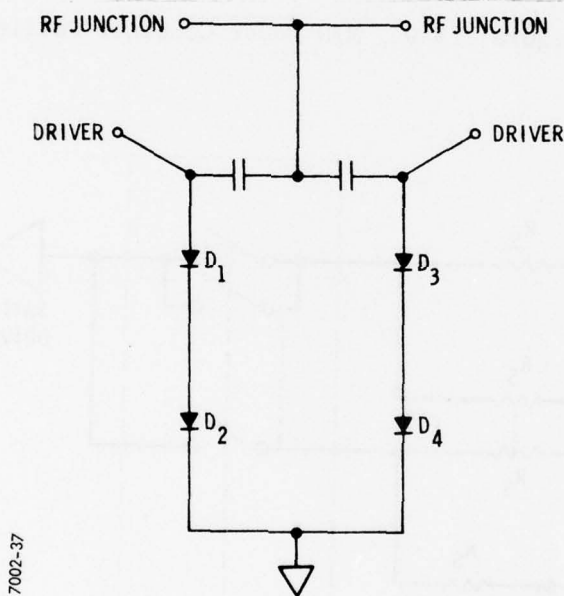 RF JUNCTION
RF JUNCTION
DRIVER
DRIVER
D1
D3
D2
D4
7002-37